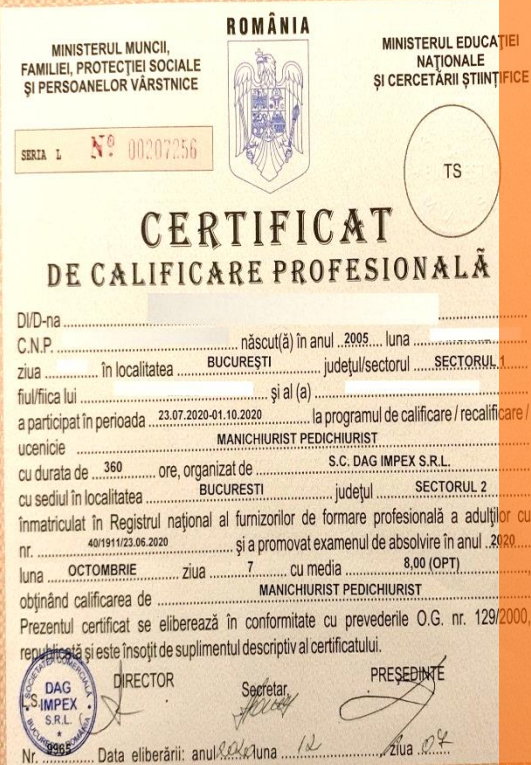 ROMÂNIA
MINISTERUL MUNCII,
FAMILIEI, PROTECȚIEI SOCIALE
ȘI PERSOANELOR VÂRSTNICE
MINISTERUL EDUCAȚIEI
NAȚIONALE
ȘI CERCETĂRII ȘTIINȚIFICE
SERIA L Nº 00207256
TS
CERTIFICAT
DE CALIFICARE PROFESIONALĂ
Dl/D-na
C.N.P. născut(ă) în anul 2005 luna
ziua în localitatea BUCUREȘTI județul/sectorul SECTORUL 1
fiul/fiica lui și al (a)
a participat în perioada 23.07.2020-01.10.2020 la programul de calificare / recalificare /
ucenicie MANICHIURIST PEDICHIURIST
cu durata de 360 ore, organizat de S.C. DAG IMPEX S.R.L.
cu sediul în localitatea BUCURESTI județul SECTORUL 2
înmatriculat în Registrul național al furnizorilor de formare profesională a adulților cu
nr. 40/1911/23.06.2020 și a promovat examenul de absolvire în anul 2020
luna OCTOMBRIE ziua 7 cu media 8,00 (OPT)
obținând calificarea de MANICHIURIST PEDICHIURIST
Prezentul certificat se eliberează în conformitate cu prevederile O.G. nr. 129/2000,
republicată și este însoțit de suplimentul descriptiv al certificatului.
DIRECTOR Secretar, PREȘEDINTE
L.S.
SOCIETATEA COMERCIALĂ
DAG
IMPEX
S.R.L.
BUCUREȘTI ROMÂNIA
Nr. 9965 Data eliberării: anul 2020 luna 12 ziua 07